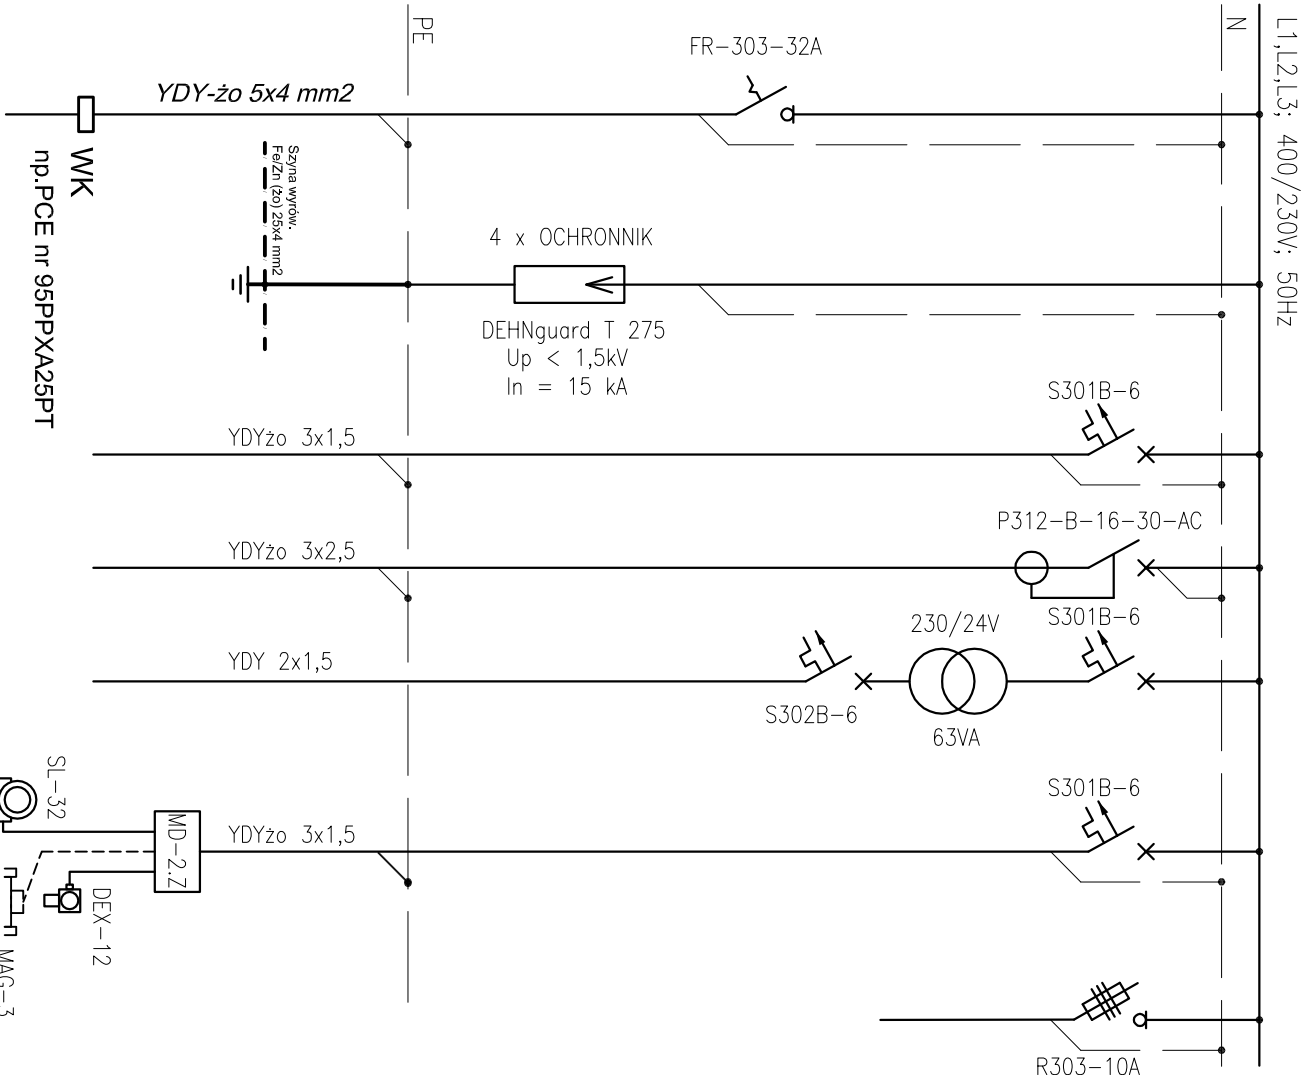 L1,L2,L3; 400/230V; 50Hz
N
PE
FR-303-32A
YDY-żo 5x4 mm2
WK
np.PCE nr 95PPXA25PT
Szyna wyrów.
Fe/Zn (żo) 25x4 mm2
4 x OCHRONNIK
DEHNguard T 275
Up < 1,5kV
In = 15 kA
S301B-6
YDYżo 3x1,5
P312-B-16-30-AC
YDYżo 3x2,5
S301B-6
230/24V
63VA
S302B-6
YDY 2x1,5
S301B-6
YDYżo 3x1,5
MD-2.Z
SL-32
DEX-12
MAG-3
R303-10A